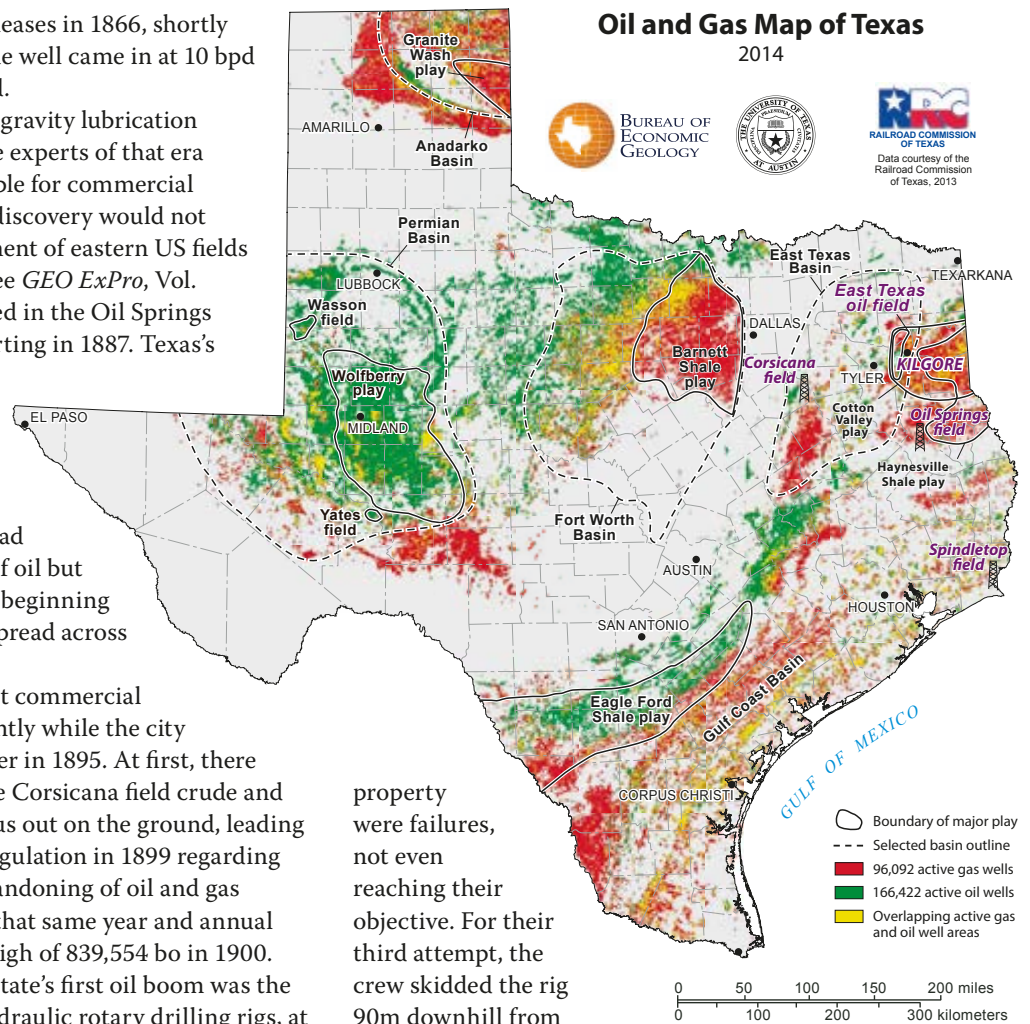 eases in 1866, shortly
e well came in at 10 bpd
l.
gravity lubrication
e experts of that era
ble for commercial
discovery would not
ment of eastern US fields
ee GEO ExPro, Vol.
ed in the Oil Springs
rting in 1887. Texas's
ad
of oil but
beginning
pread across
t commercial
ntly while the city
er in 1895. At first, there
e Corsicana field crude and
us out on the ground, leading
egulation in 1899 regarding
andoning of oil and gas
that same year and annual
igh of 839,554 bo in 1900.
state's first oil boom was the
draulic rotary drilling rigs, at
property
were failures,
not even
reaching their
objective. For their
third attempt, the
crew skidded the rig
90m downhill from
Oil and Gas Map of Texas
2014
BUREAU OF
ECONOMIC
GEOLOGY
THE UNIVERSITY OF TEXAS
AT AUSTIN
RRC
RAILROAD COMMISSION
OF TEXAS
Data courtesy of the
Railroad Commission
of Texas, 2013
Granite
Wash
play
AMARILLO
Anadarko
Basin
Permian
Basin
LUBBOCK
Wasson
field
Wolfberry
play
MIDLAND
EL PASO
Yates
field
Fort Worth
Basin
Barnett
Shale
play
DALLAS
East Texas
Basin
TEXARKANA
East Texas
oil field
Corsicana
field
KILGORE
TYLER
Cotton
Valley
play
Oil Springs
field
Haynesville
Shale play
Spindletop
field
AUSTIN
HOUSTON
SAN ANTONIO
Eagle Ford
Shale play
Gulf Coast Basin
CORPUS CHRISTI
GULF OF MEXICO
Boundary of major play
Selected basin outline
96,092 active gas wells
166,422 active oil wells
Overlapping active gas
and oil well areas
0 50 100 150 200 miles
0 100 200 300 kilometers